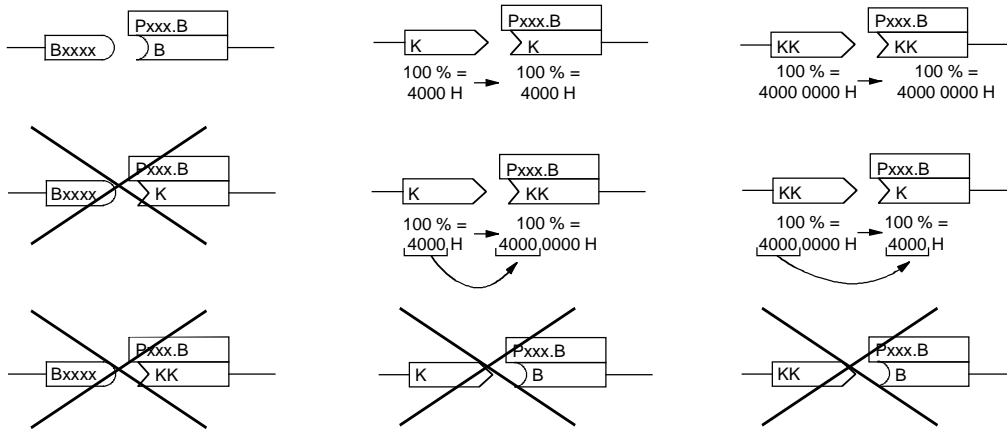 Pxxx.B
Bxxxx
B
Pxxx.B
K
K
100 % =
4000 H
100 % =
4000 H
Pxxx.B
KK
KK
100 % =
4000 0000 H
100 % =
4000 0000 H
Pxxx.B
Bxxxx
K
Pxxx.B
K
KK
100 % =
4000 H
100 % =
4000 0000 H
Pxxx.B
KK
K
100 % =
4000 0000 H
100 % =
4000 H
Pxxx.B
Bxxxx
KK
Pxxx.B
K
B
Pxxx.B
KK
B